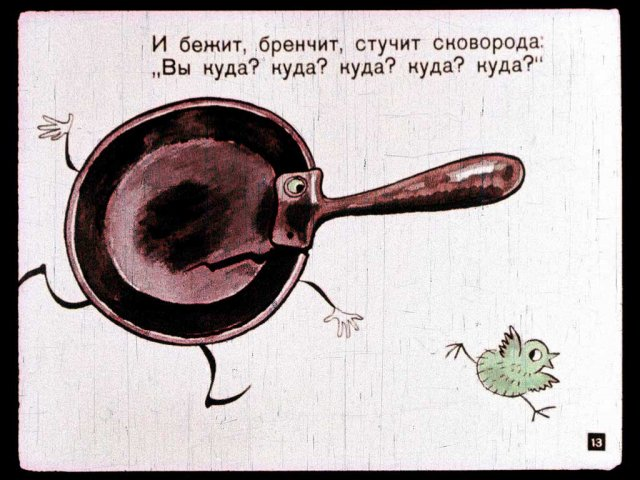 И бежит, бренчит, стучит сковорода:
„Вы куда? куда? куда? куда? куда?“
13